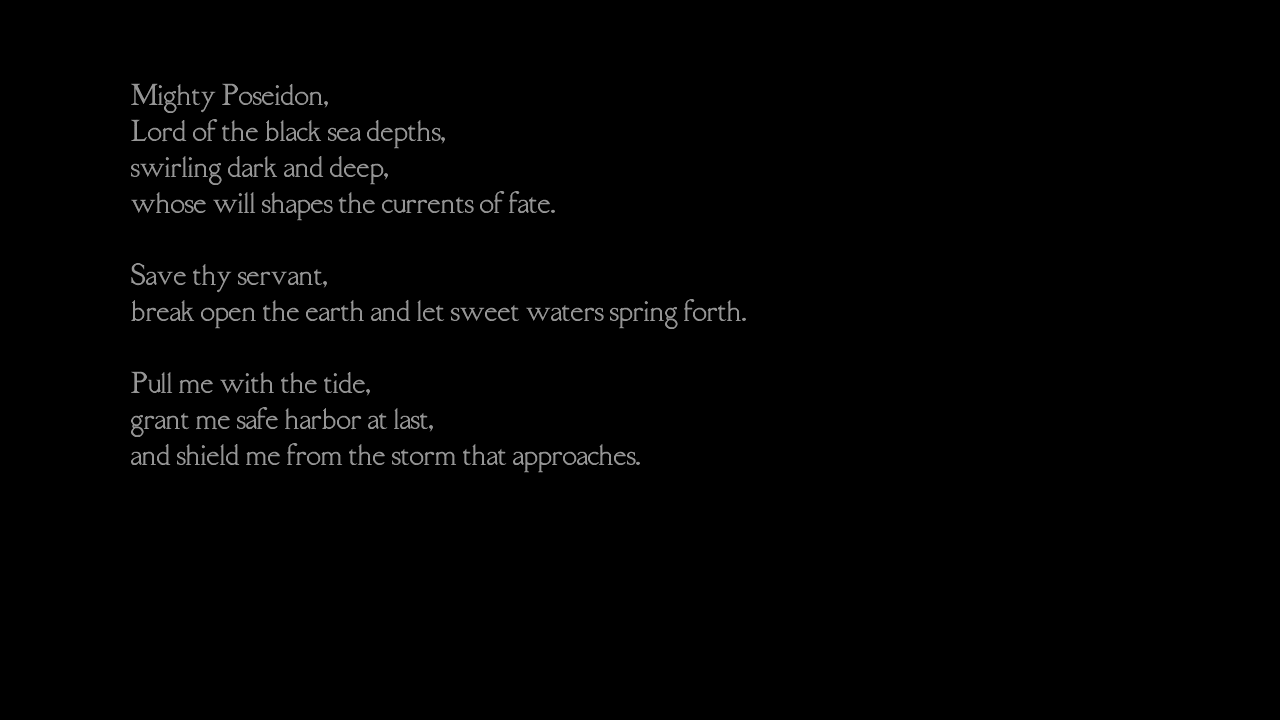 Mighty Poseidon,
Lord of the black sea depths,
swirling dark and deep,
whose will shapes the currents of fate.
Save thy servant,
break open the earth and let sweet waters spring forth.
Pull me with the tide,
grant me safe harbor at last,
and shield me from the storm that approaches.